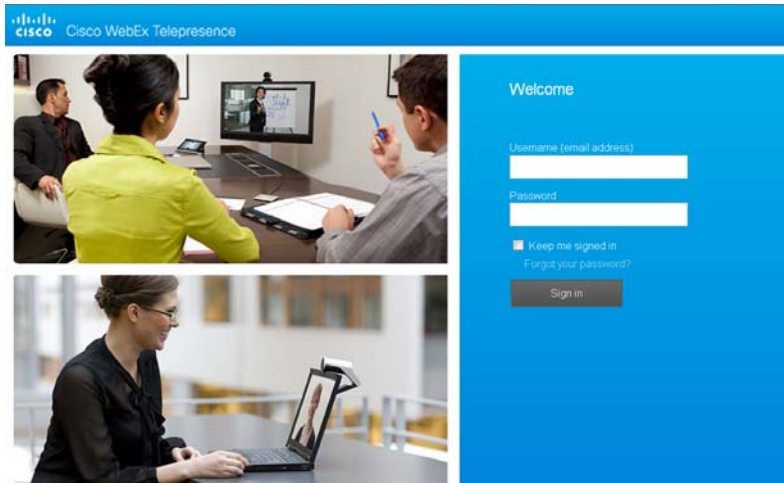 CISCO Cisco WebEx Telepresence
Welcome
Username (email address)
Password
Keep me signed in
Forgot your password?
Sign in